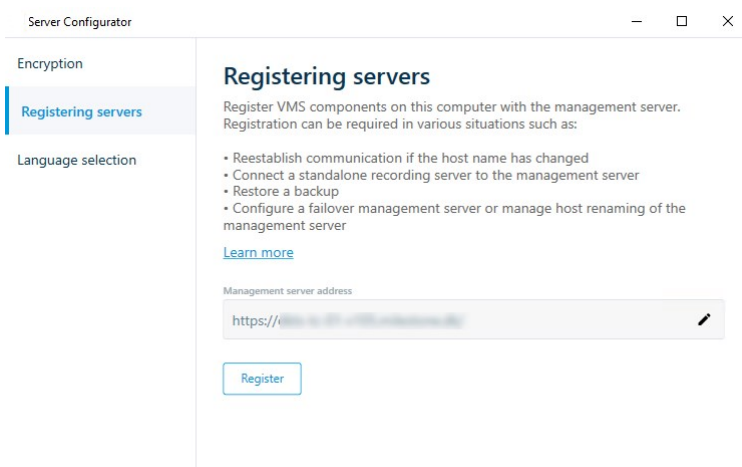 Server Configurator
Encryption
Registering servers
Language selection
Registering servers
Register VMS components on this computer with the management server.
Registration can be required in various situations such as:
• Reestablish communication if the host name has changed
• Connect a standalone recording server to the management server
• Restore a backup
• Configure a failover management server or manage host renaming of the
management server
Learn more
Management server address
https://
Register